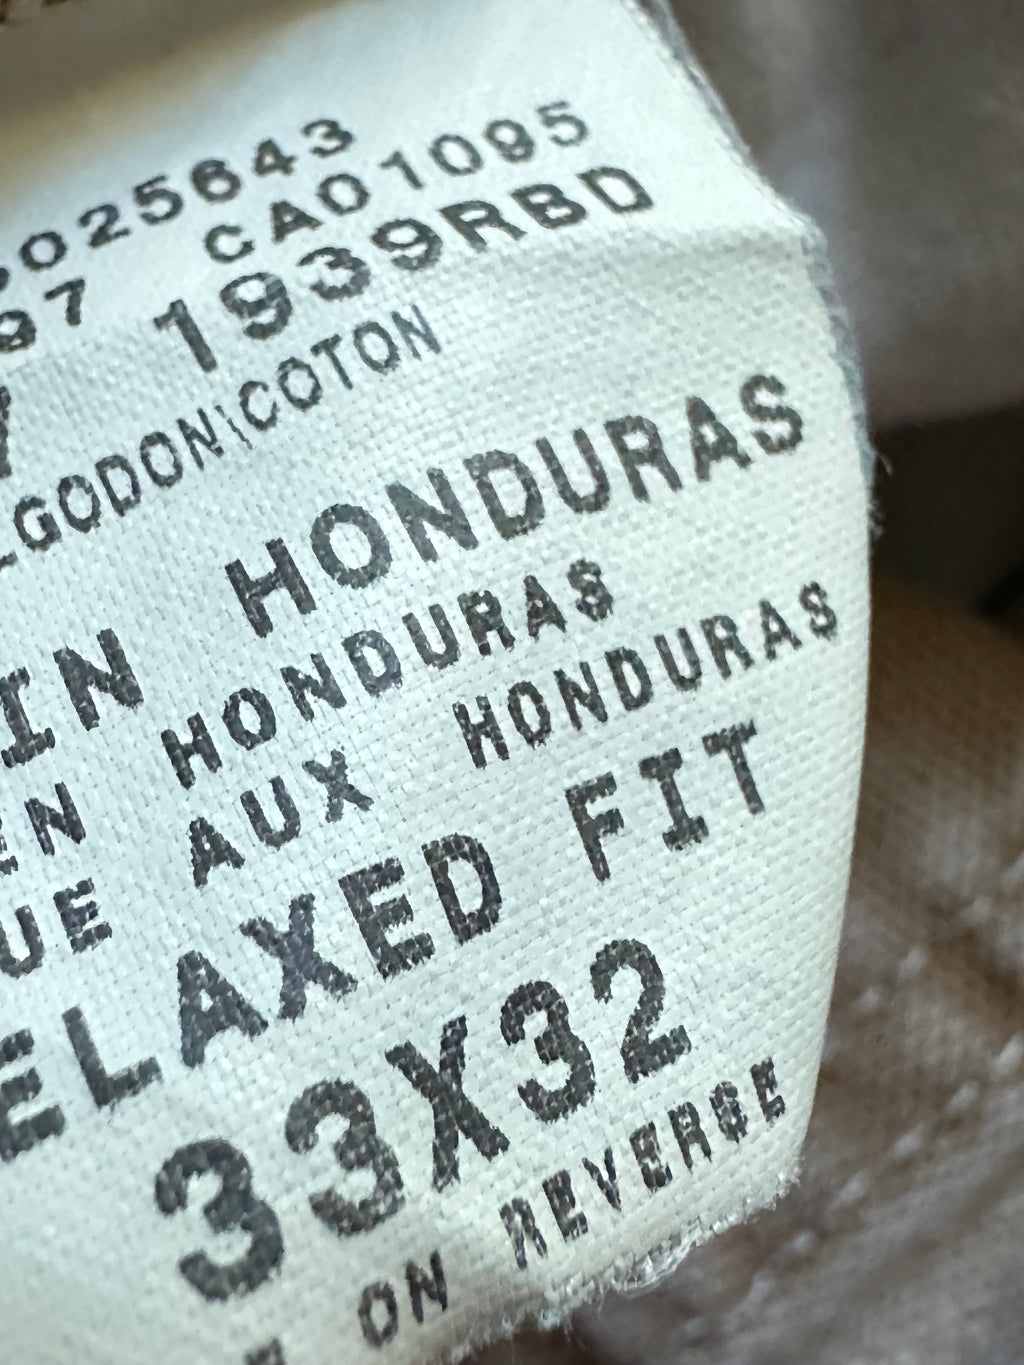 025643
97 CA01095
1939RBD
LGODON\COTON
IN HONDURAS
EN HONDURAS
UE AUX HONDURAS
ELAXED FIT
33X32
ON REVERSE